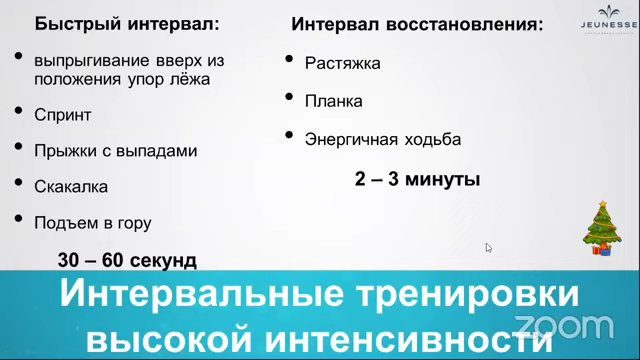 Быстрый интервал:
выпрыгивание вверх из
положения упор лёжа
Спринт
Прыжки с выпадами
Скакалка
Подъем в гору
30 – 60 секунд
Интервал восстановления:
Растяжка
Планка
Энергичная ходьба
2 – 3 минуты
JEUNESSE
Интервальные тренировки
высокой интенсивности
zoom